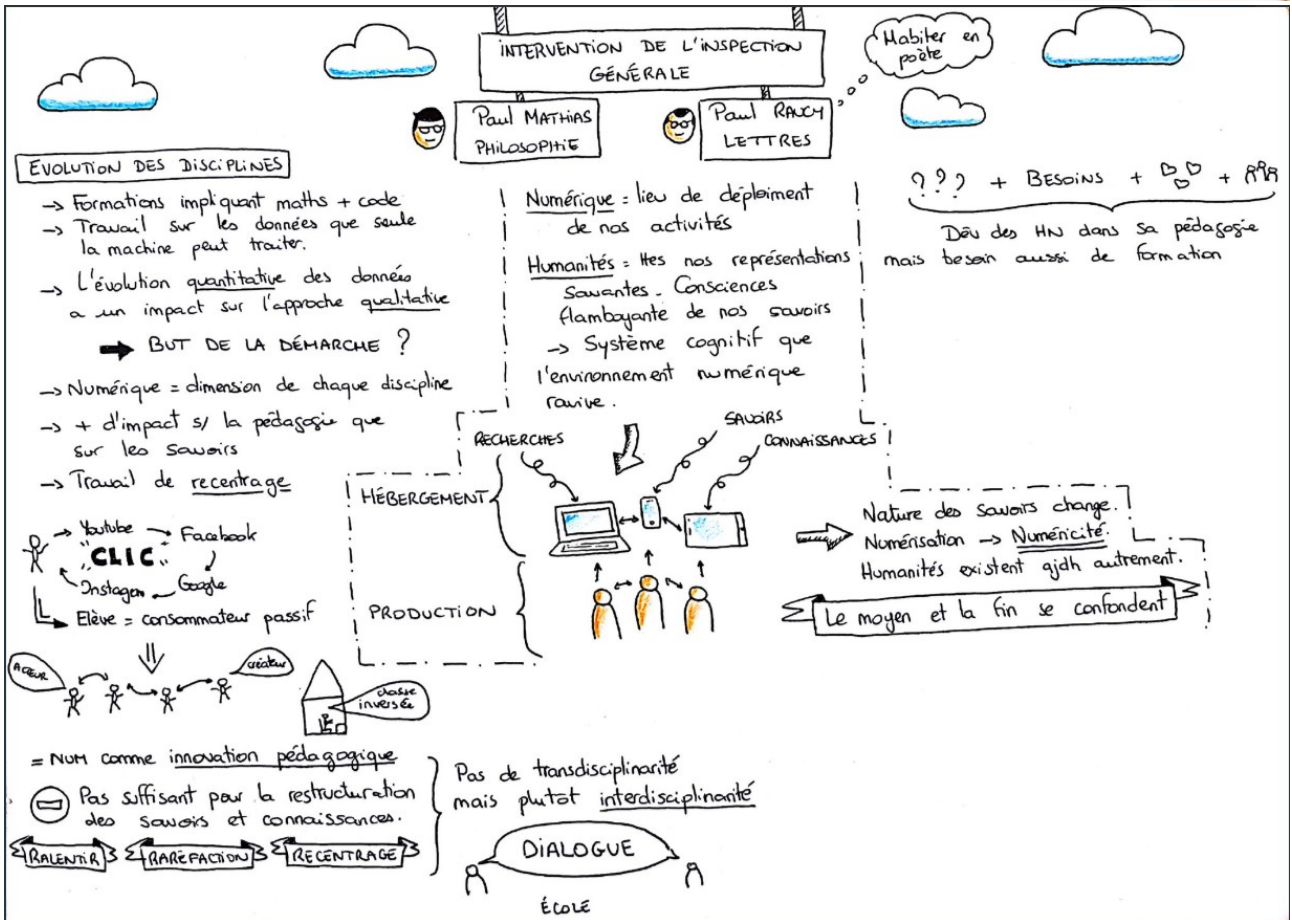 INTERVENTION DE L'INSPECTION
GÉNÉRALE
Habiter en
poète
Paul MATHIAS
PHILOSOPHIE
Paul RAUCY
LETTRES
EVOLUTION DES DISCIPLINES
-> Formations impliquant maths + code
-> Travail sur les données que seule
la machine peut traiter.
-> L'évolution quantitative des données
a un impact sur l'approche qualitative
➡ BUT DE LA DÉMARCHE ?
-> Numérique = dimension de chaque discipline
-> + d'impact s/ la pédagogie que
sur les savoirs
-> Travail de recentrage
Youtube
Facebook
CLIC
Instagam
Google
Elève = consommateur passif
ACTEUR
créateur
classe
inversée
= NUM comme innovation pédagogique
Pas suffisant pour la restructuration
des savoirs et connaissances.
RALENTIR
RARÉFACTION
RECENTRAGE
Numérique = lieu de déploiment
de nos activités
Humanités = ttes nos représentations
savantes. Consciences
flamboyante de nos savoirs
-> Système cognitif que
l'environnement numérique
ravive.
RECHERCHES
SAVOIRS
CONNAISSANCES
HÉBERGEMENT
PRODUCTION
Pas de transdisciplinarité
mais plutôt interdisciplinarité
DIALOGUE
ÉCOLE
??? + BESOINS + +
Dév des HN dans sa pédagogie
mais besoin aussi de formation
Nature des savoirs change.
Numérisation -> Numéricité.
Humanités existent ajdh autrement.
Le moyen et la fin se confondent